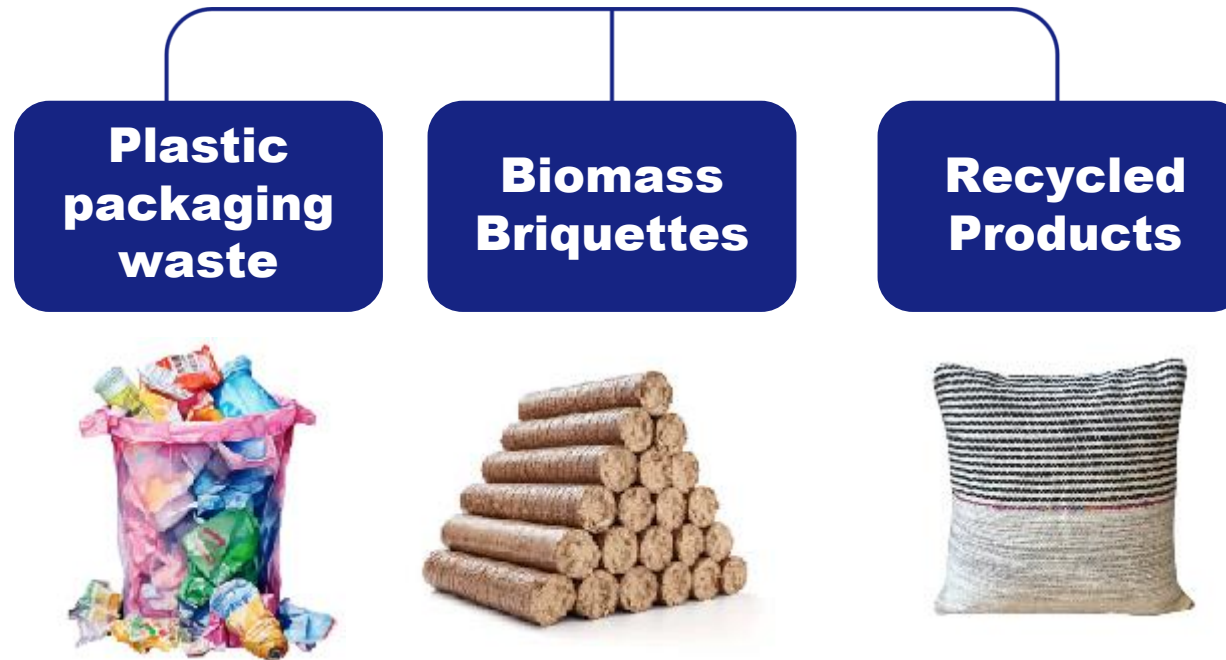 Plastic
packaging
waste
Biomass
Briquettes
Recycled
Products